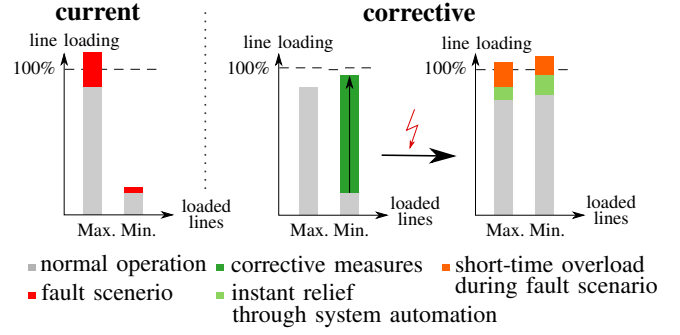 current
corrective
line loading
100%
Max. Min.
loaded
lines
line loading
100%
Max. Min.
loaded
lines
line loading
100%
Max. Min.
loaded
lines
normal operation
fault scenerio
corrective measures
instant relief
through system automation
short-time overload
during fault scenario